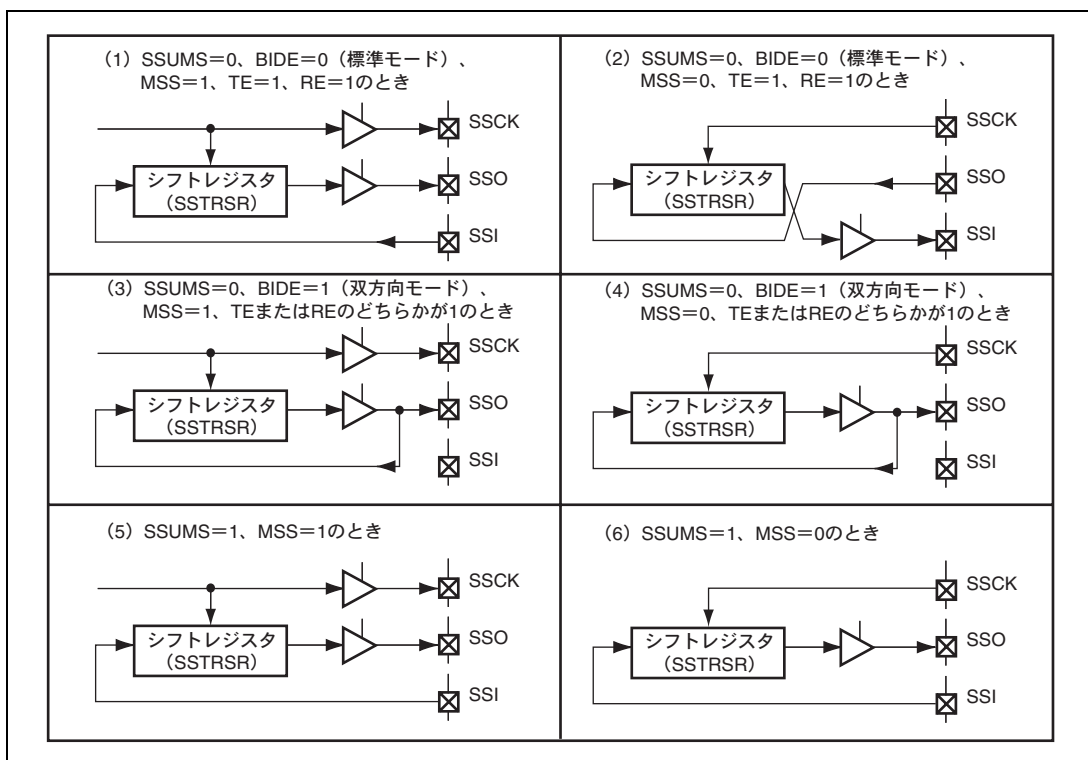 (1) SSUMS=0、BIDE=0（標準モード）、
MSS=1、TE=1、RE=1のとき
SSCK
シフトレジスタ
（SSTRSR）
SSO
SSI
(2) SSUMS=0、BIDE=0（標準モード）、
MSS=0、TE=1、RE=1のとき
SSCK
シフトレジスタ
（SSTRSR）
SSO
SSI
(3) SSUMS=0、BIDE=1（双方向モード）、
MSS=1、TEまたはREのどちらかが1のとき
SSCK
シフトレジスタ
（SSTRSR）
SSO
SSI
(4) SSUMS=0、BIDE=1（双方向モード）、
MSS=0、TEまたはREのどちらかが1のとき
SSCK
シフトレジスタ
（SSTRSR）
SSO
SSI
(5) SSUMS=1、MSS=1のとき
SSCK
シフトレジスタ
（SSTRSR）
SSO
SSI
(6) SSUMS=1、MSS=0のとき
SSCK
シフトレジスタ
（SSTRSR）
SSO
SSI